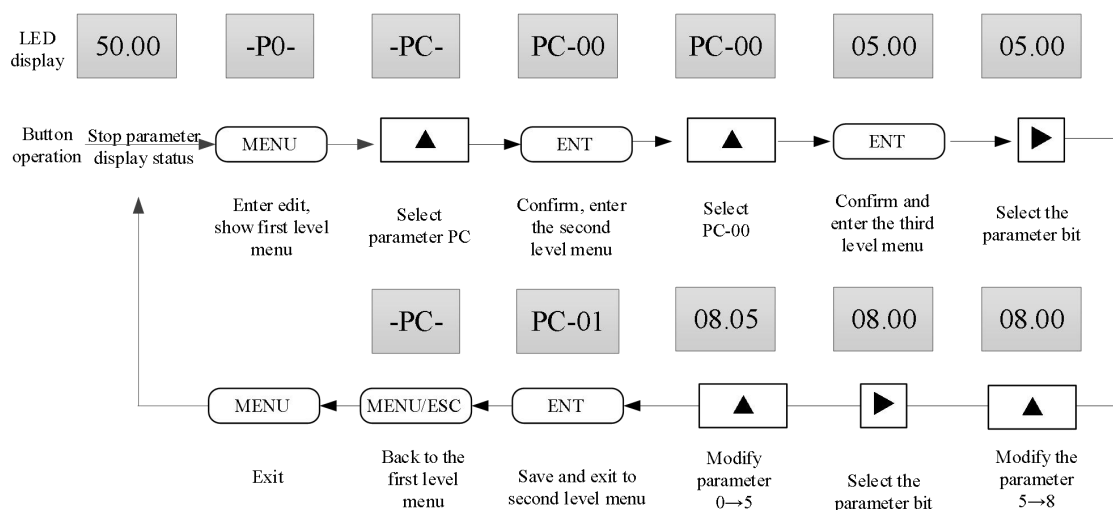 LED
display
50.00
-P0-
-PC-
PC-00
PC-00
05.00
05.00
Button
operation
Stop parameter
display status
MENU
ENT
ENT
Enter edit,
show first level
menu
Select
parameter PC
Confirm, enter
the second
level menu
Select
PC-00
Confirm and
enter the third
level menu
Select the
parameter bit
-PC-
PC-01
08.05
08.00
08.00
MENU
MENU/ESC
ENT
Exit
Back to the
first level
menu
Save and exit to
second level menu
Modify
parameter
0→5
Select the
parameter bit
Modify the
parameter
5→8